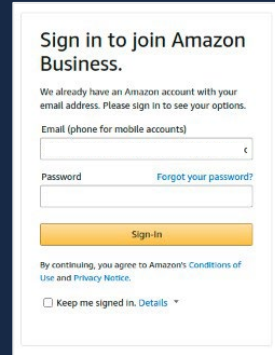 Sign in to join Amazon
Business.
We already have an Amazon account with your
email address. Please sign in to see your options.
Email (phone for mobile accounts)
Password Forgot your password?
Sign-In
By continuing, you agree to Amazon's Conditions of
Use and Privacy Notice.
Keep me signed in. Details